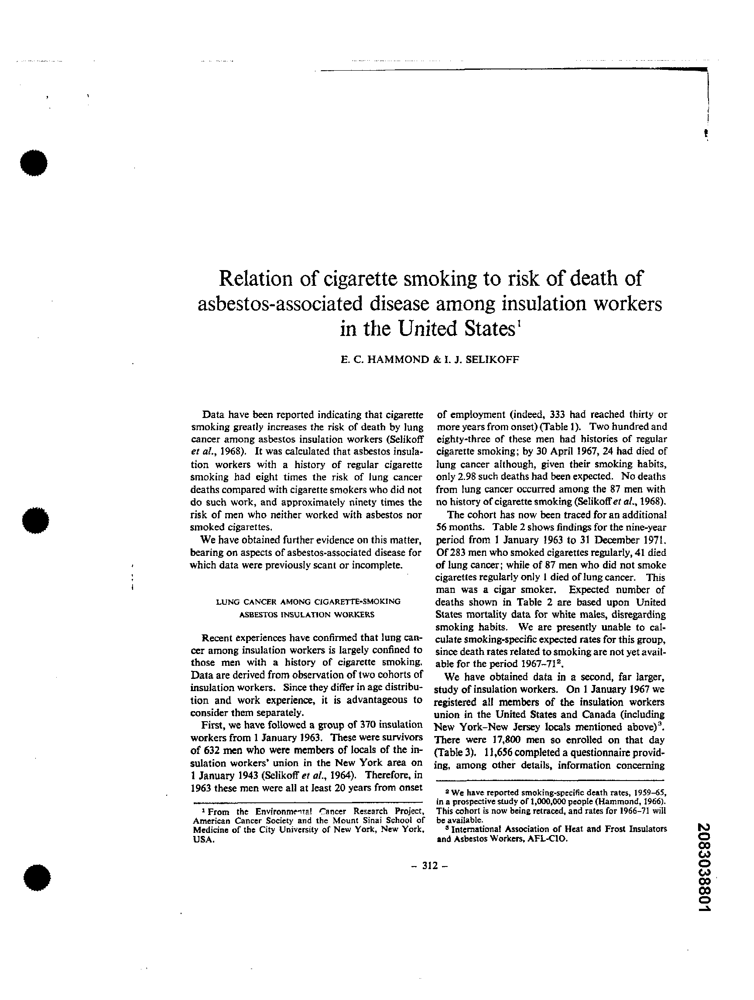 Relation of cigarette smoking to risk of death of
asbestos-associated disease among insulation workers
in the United States¹
E. C. HAMMOND & I. J. SELIKOFF
Data have been reported indicating that cigarette
smoking greatly increases the risk of death by lung
cancer among asbestos insulation workers (Selikoff
et al., 1968). It was calculated that asbestos insula-
tion workers with a history of regular cigarette
smoking had eight times the risk of lung cancer
deaths compared with cigarette smokers who did not
do such work, and approximately ninety times the
risk of men who neither worked with asbestos nor
smoked cigarettes.
We have obtained further evidence on this matter,
bearing on aspects of asbestos-associated disease for
which data were previously scant or incomplete.
LUNG CANCER AMONG CIGARETTE-SMOKING
ASBESTOS INSULATION WORKERS
Recent experiences have confirmed that lung can-
cer among insulation workers is largely confined to
those men with a history of cigarette smoking.
Data are derived from observation of two cohorts of
insulation workers. Since they differ in age distribu-
tion and work experience, it is advantageous to
consider them separately.
First, we have followed a group of 370 insulation
workers from 1 January 1963. These were survivors
of 632 men who were members of locals of the in-
sulation workers' union in the New York area on
1 January 1943 (Selikoff et al., 1964). Therefore, in
1963 these men were all at least 20 years from onset
¹ From the Environmental Cancer Research Project,
American Cancer Society and the Mount Sinai School of
Medicine of the City University of New York, New York,
USA.
of employment (indeed, 333 had reached thirty or
more years from onset) (Table 1). Two hundred and
eighty-three of these men had histories of regular
cigarette smoking; by 30 April 1967, 24 had died of
lung cancer although, given their smoking habits,
only 2.98 such deaths had been expected. No deaths
from lung cancer occurred among the 87 men with
no history of cigarette smoking (Selikoff et al., 1968).
The cohort has now been traced for an additional
56 months. Table 2 shows findings for the nine-year
period from 1 January 1963 to 31 December 1971.
Of 283 men who smoked cigarettes regularly, 41 died
of lung cancer; while of 87 men who did not smoke
cigarettes regularly only 1 died of lung cancer. This
man was a cigar smoker. Expected number of
deaths shown in Table 2 are based upon United
States mortality data for white males, disregarding
smoking habits. We are presently unable to cal-
culate smoking-specific expected rates for this group,
since death rates related to smoking are not yet avail-
able for the period 1967–71².
We have obtained data in a second, far larger,
study of insulation workers. On 1 January 1967 we
registered all members of the insulation workers
union in the United States and Canada (including
New York–New Jersey locals mentioned above)³.
There were 17,800 men so enrolled on that day
(Table 3). 11,656 completed a questionnaire provid-
ing, among other details, information concerning
² We have reported smoking-specific death rates, 1959–65,
in a prospective study of 1,000,000 people (Hammond, 1966).
This cohort is now being retraced, and rates for 1966–71 will
be available.
³ International Association of Heat and Frost Insulators
and Asbestos Workers, AFL-CIO.
– 312 –
2083038801